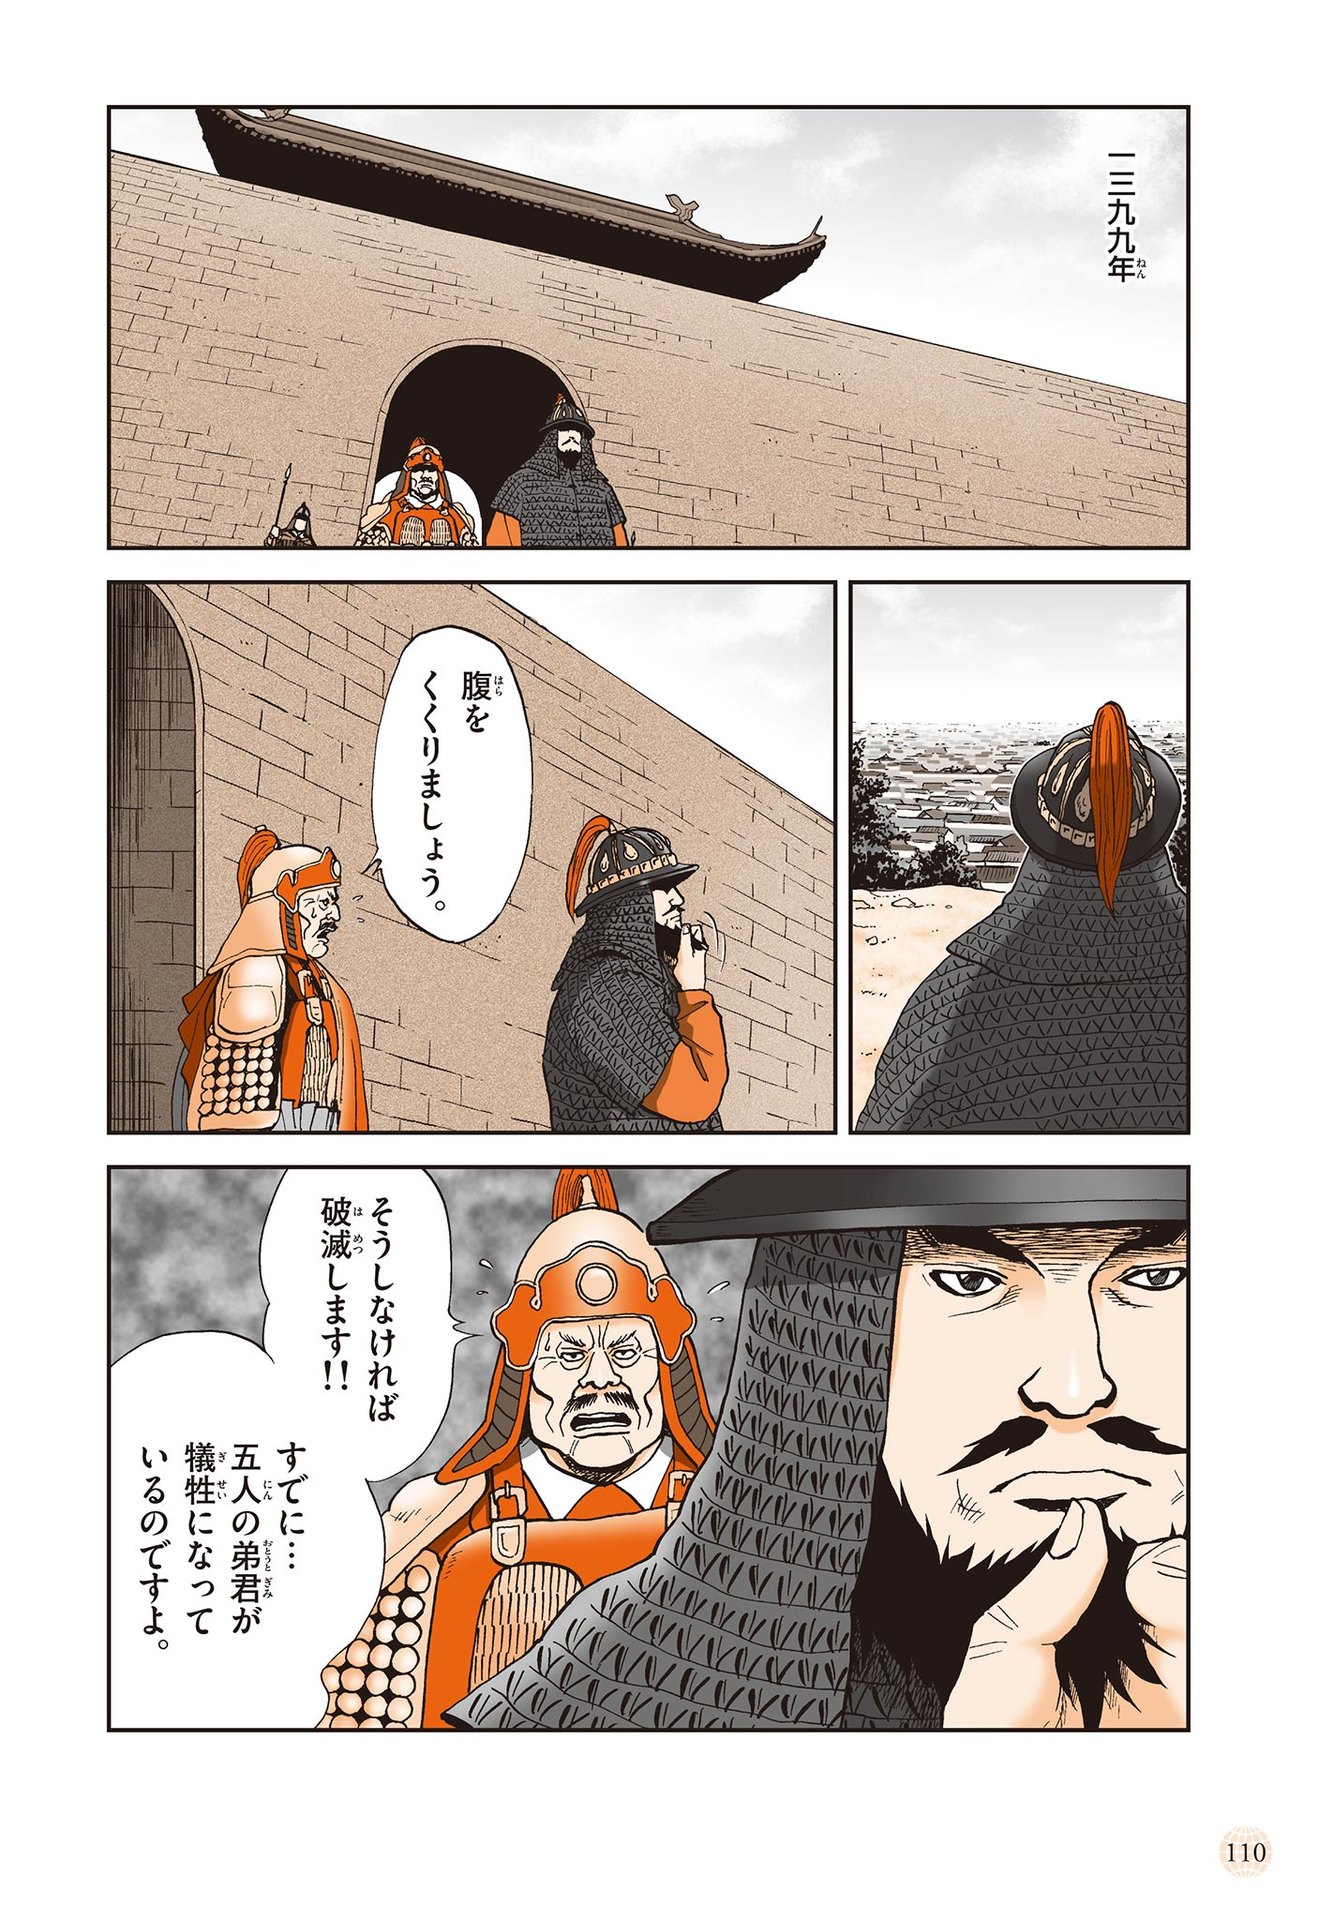 一三九九年
腹を
くくりましょう。
そうしなければ
破滅します!!
すでに…
五人の弟君が
犠牲になって
いるのですよ。
110